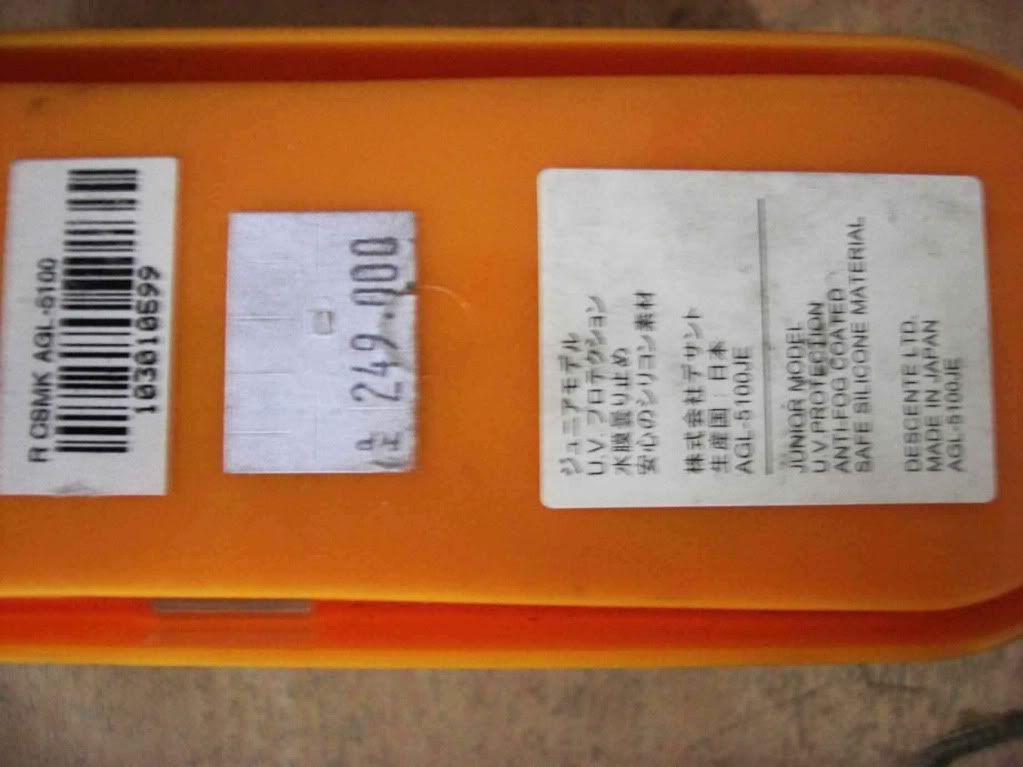 R CSMK AGL-5100
103010699
249.000
ジュニアモデル
U.V. プロテクション
水膜曇り止め
安心のシリコン素材
株式会社デサント
生産国:日本
AGL-5100JE
JUNIOR MODEL
U V PROTECTION
ANTI-FOG COATED
SAFE SILICONE MATERIAL
DESCENTE LTD.
MADE IN JAPAN
AGL-5100JE